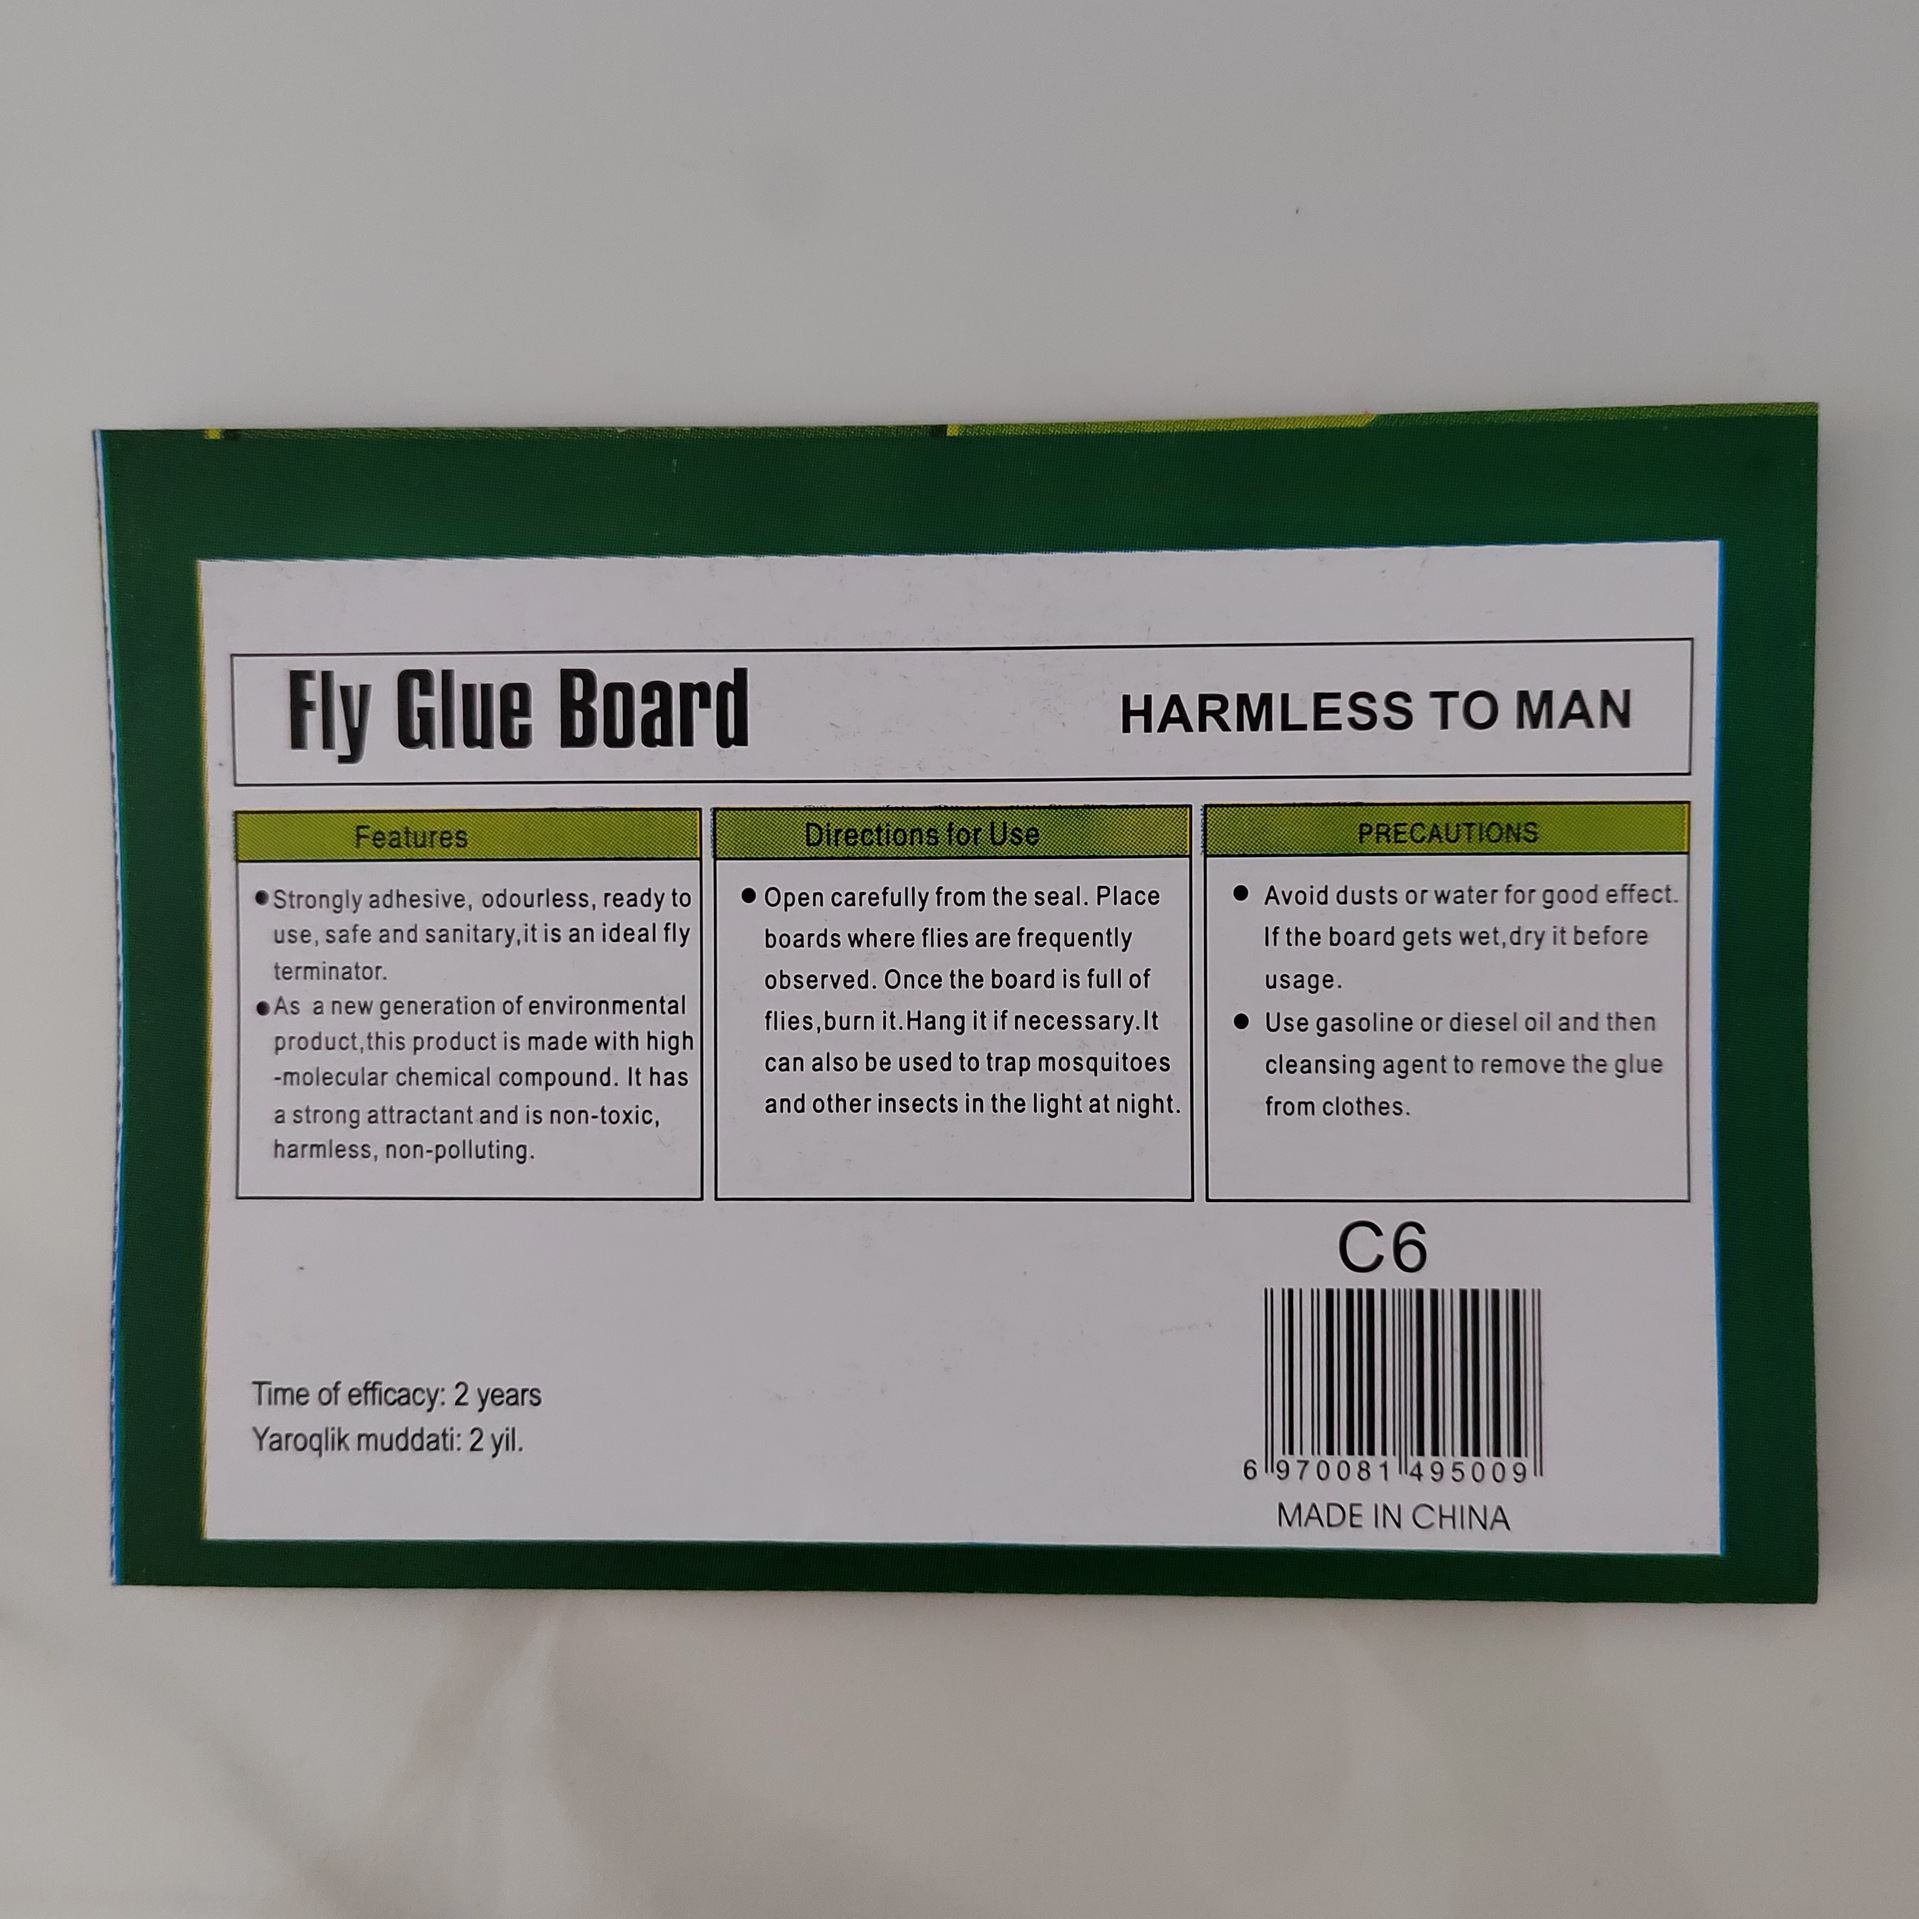 Fly Glue Board
HARMLESS TO MAN
Features
●Strongly adhesive, odourless, ready to
use, safe and sanitary,it is an ideal fly
terminator.
●As a new generation of environmental
product,this product is made with high
-molecular chemical compound. It has
a strong attractant and is non-toxic,
harmless, non-polluting.
Directions for Use
● Open carefully from the seal. Place
boards where flies are frequently
observed. Once the board is full of
flies,burn it.Hang it if necessary.It
can also be used to trap mosquitoes
and other insects in the light at night.
PRECAUTIONS
● Avoid dusts or water for good effect.
If the board gets wet,dry it before
usage.
● Use gasoline or diesel oil and then
cleansing agent to remove the glue
from clothes.
Time of efficacy: 2 years
Yaroqlik muddati: 2 yil.
C6
6 970081 495009
MADE IN CHINA